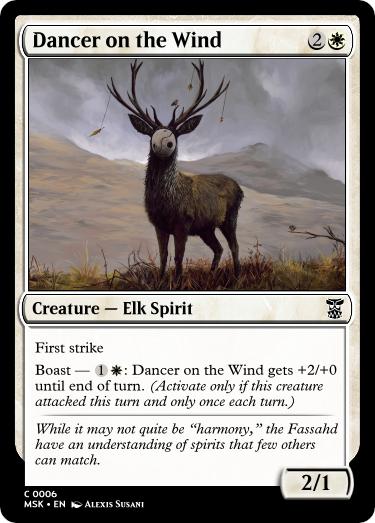 Dancer on the Wind 2
Creature — Elk Spirit
First strike
Boast — 1 : Dancer on the Wind gets +2/+0
until end of turn. (Activate only if this creature
attacked this turn and only once each turn.)
While it may not quite be “harmony,” the Fassahd
have an understanding of spirits that few others
can match.
2/1
C 0006
MSK • EN Alexis Susani